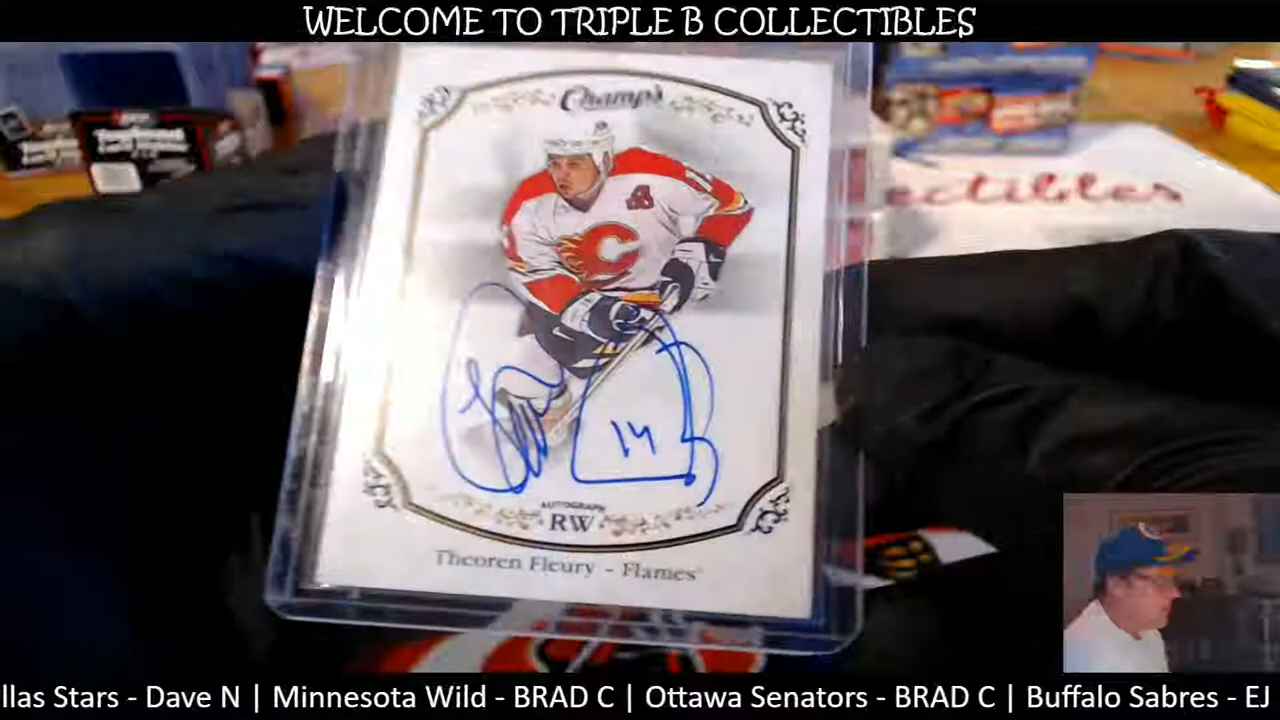 WELCOME TO TRIPLE B COLLECTIBLES
Champ's
ectibles
C
14
AUTOGRAPH
RW
Theoren Fleury - Flames
llas Stars - Dave N | Minnesota Wild - BRAD C | Ottawa Senators - BRAD C | Buffalo Sabres - EJ